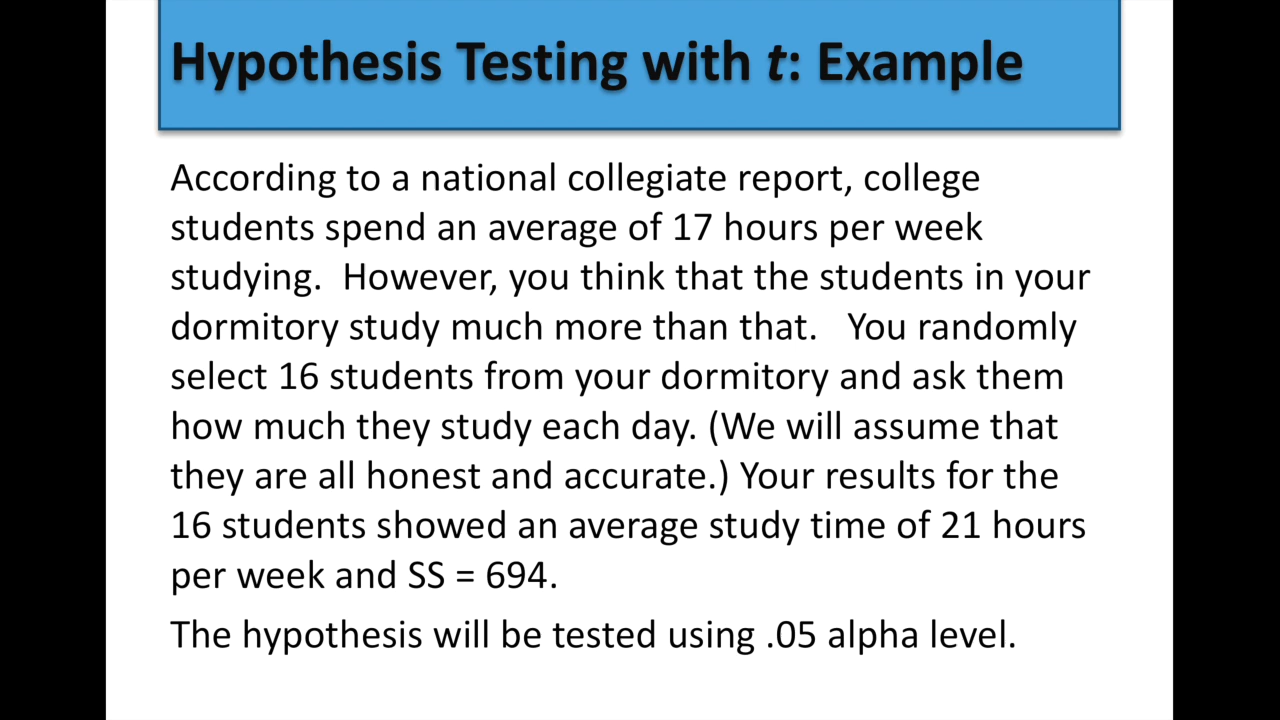 Hypothesis Testing with t: Example
According to a national collegiate report, college
students spend an average of 17 hours per week
studying.  However, you think that the students in your
dormitory study much more than that.   You randomly
select 16 students from your dormitory and ask them
how much they study each day. (We will assume that
they are all honest and accurate.) Your results for the
16 students showed an average study time of 21 hours
per week and SS = 694.
The hypothesis will be tested using .05 alpha level.